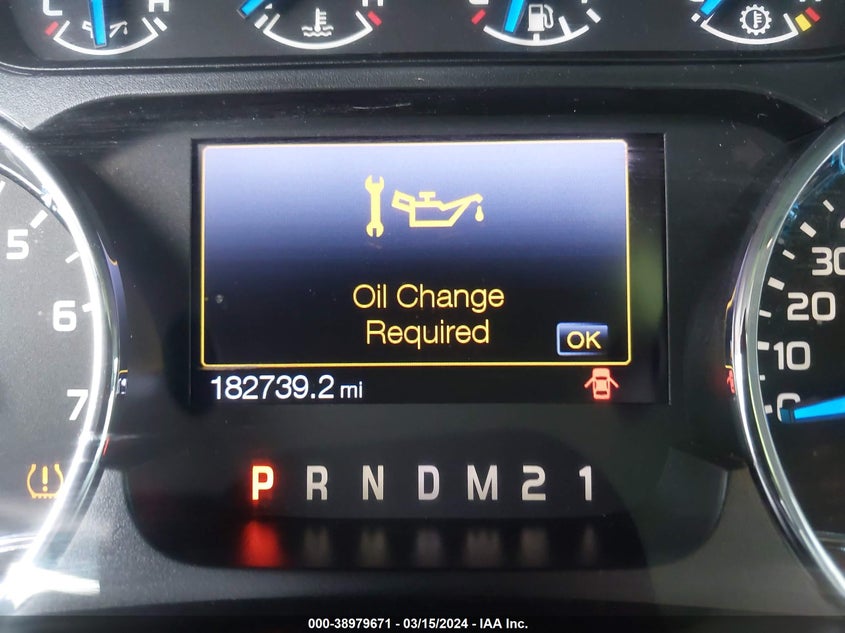 L H H E F
Oil Change
Required
OK
182739.2 mi
5
6
7
30
20
10
0
P R N D M 2 1
000-38979671 - 03/15/2024 - IAA Inc.